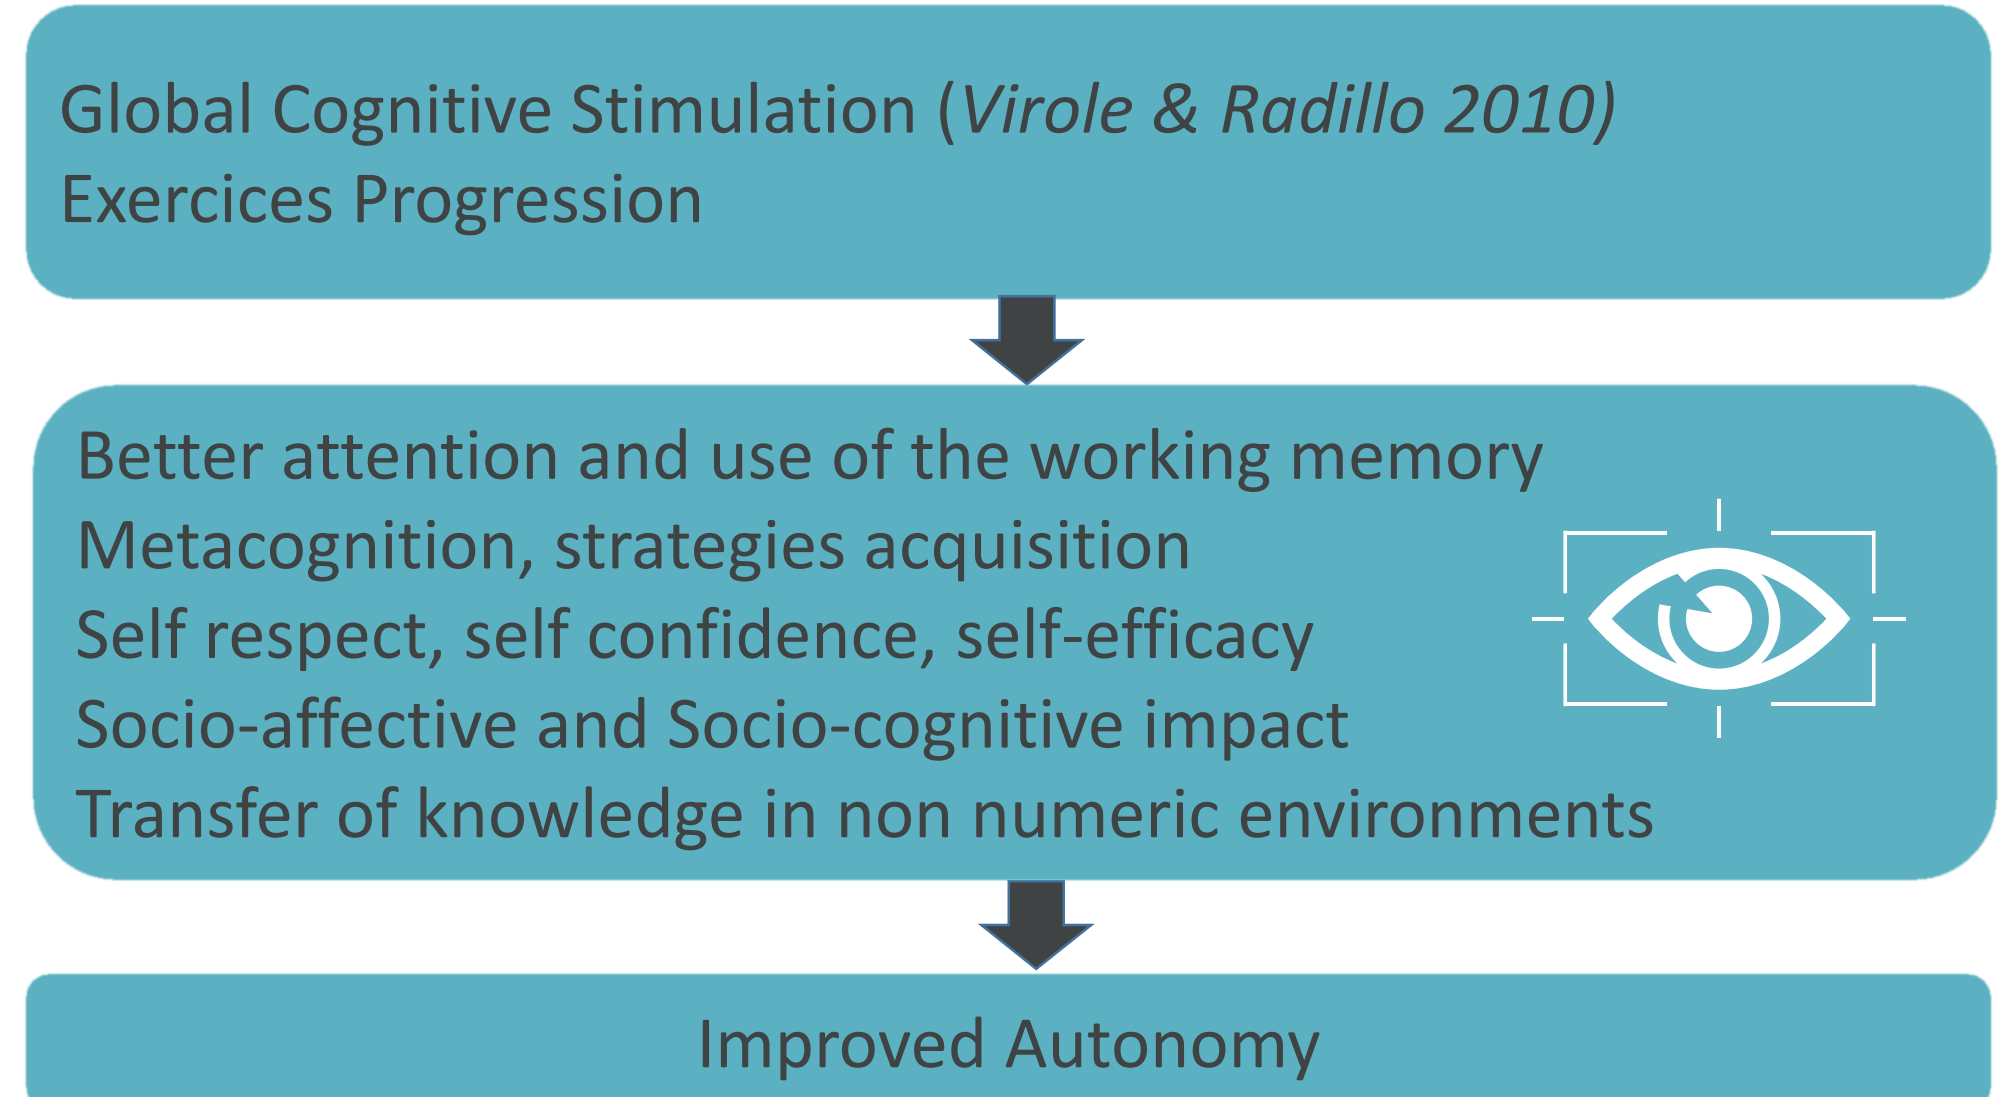 Global Cognitive Stimulation (Virole & Radillo 2010)
Exercices Progression
Better attention and use of the working memory
Metacognition, strategies acquisition
Self respect, self confidence, self-efficacy
Socio-affective and Socio-cognitive impact
Transfer of knowledge in non numeric environments
Improved Autonomy